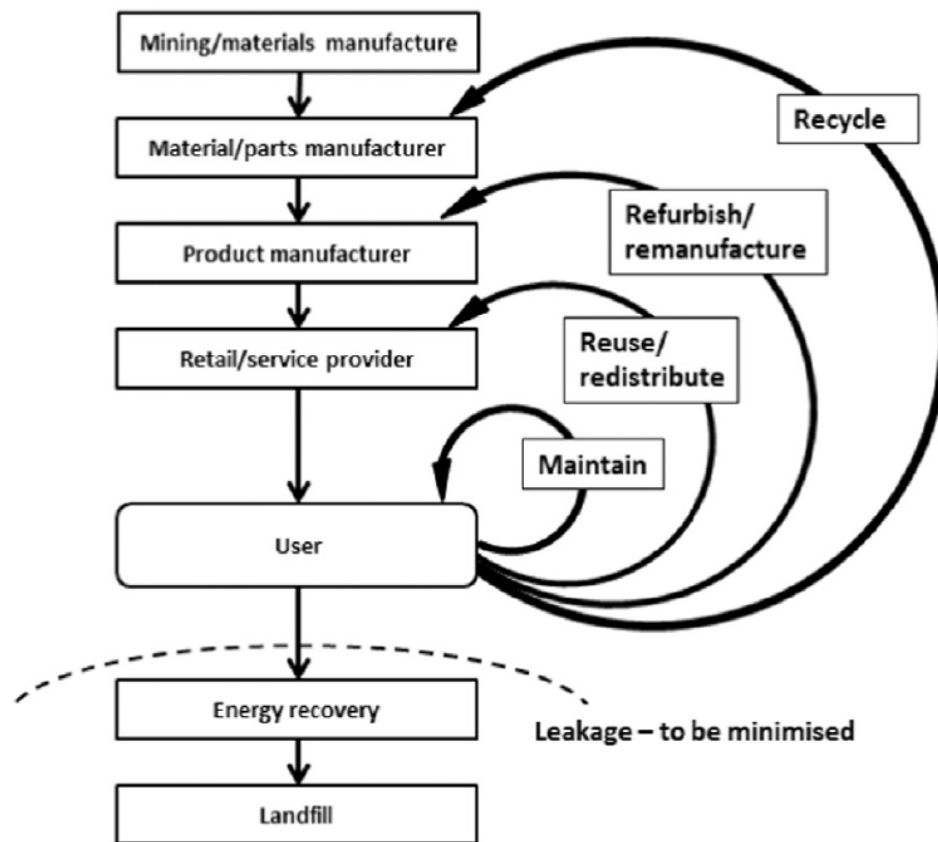 Mining/materials manufacture
Recycle
Material/parts manufacturer
Refurbish/
remanufacture
Product manufacturer
Reuse/
redistribute
Retail/service provider
Maintain
User
Energy recovery
Leakage – to be minimised
Landfill